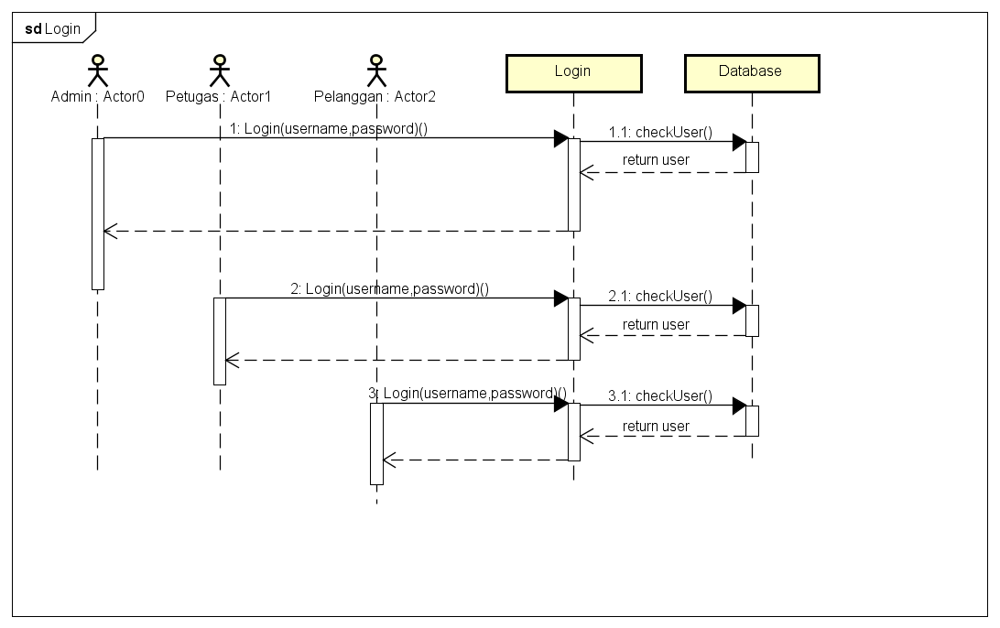 sd Login
Admin : Actor0
Petugas : Actor1
Pelanggan : Actor2
Login
Database
1: Login(username,password)()
1.1: checkUser()
return user
2: Login(username,password)()
2.1: checkUser()
return user
3: Login(username,password)()
3.1: checkUser()
return user